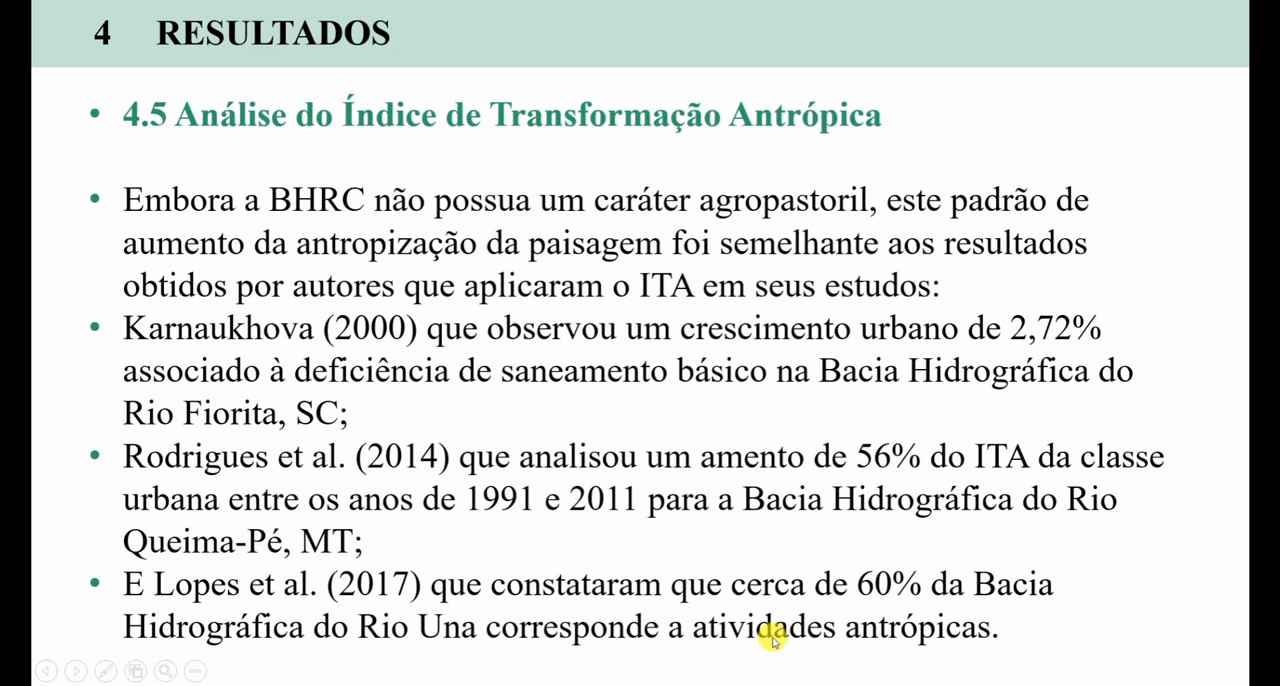 4 RESULTADOS
• 4.5 Análise do Índice de Transformação Antrópica
• Embora a BHRC não possua um caráter agropastoril, este padrão de
aumento da antropização da paisagem foi semelhante aos resultados
obtidos por autores que aplicaram o ITA em seus estudos:
• Karnaukhova (2000) que observou um crescimento urbano de 2,72%
associado à deficiência de saneamento básico na Bacia Hidrográfica do
Rio Fiorita, SC;
• Rodrigues et al. (2014) que analisou um amento de 56% do ITA da classe
urbana entre os anos de 1991 e 2011 para a Bacia Hidrográfica do Rio
Queima-Pé, MT;
• E Lopes et al. (2017) que constataram que cerca de 60% da Bacia
Hidrográfica do Rio Una corresponde a atividades antrópicas.